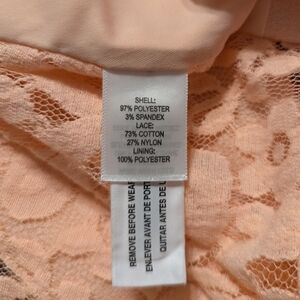 SHELL:
97% POLYESTER
3% SPANDEX
LACE:
73% COTTON
27% NYLON
LINING:
100% POLYESTER
REMOVE BEFORE WEAR
ENLEVER AVANT DE PORT
QUITAR ANTES DE L